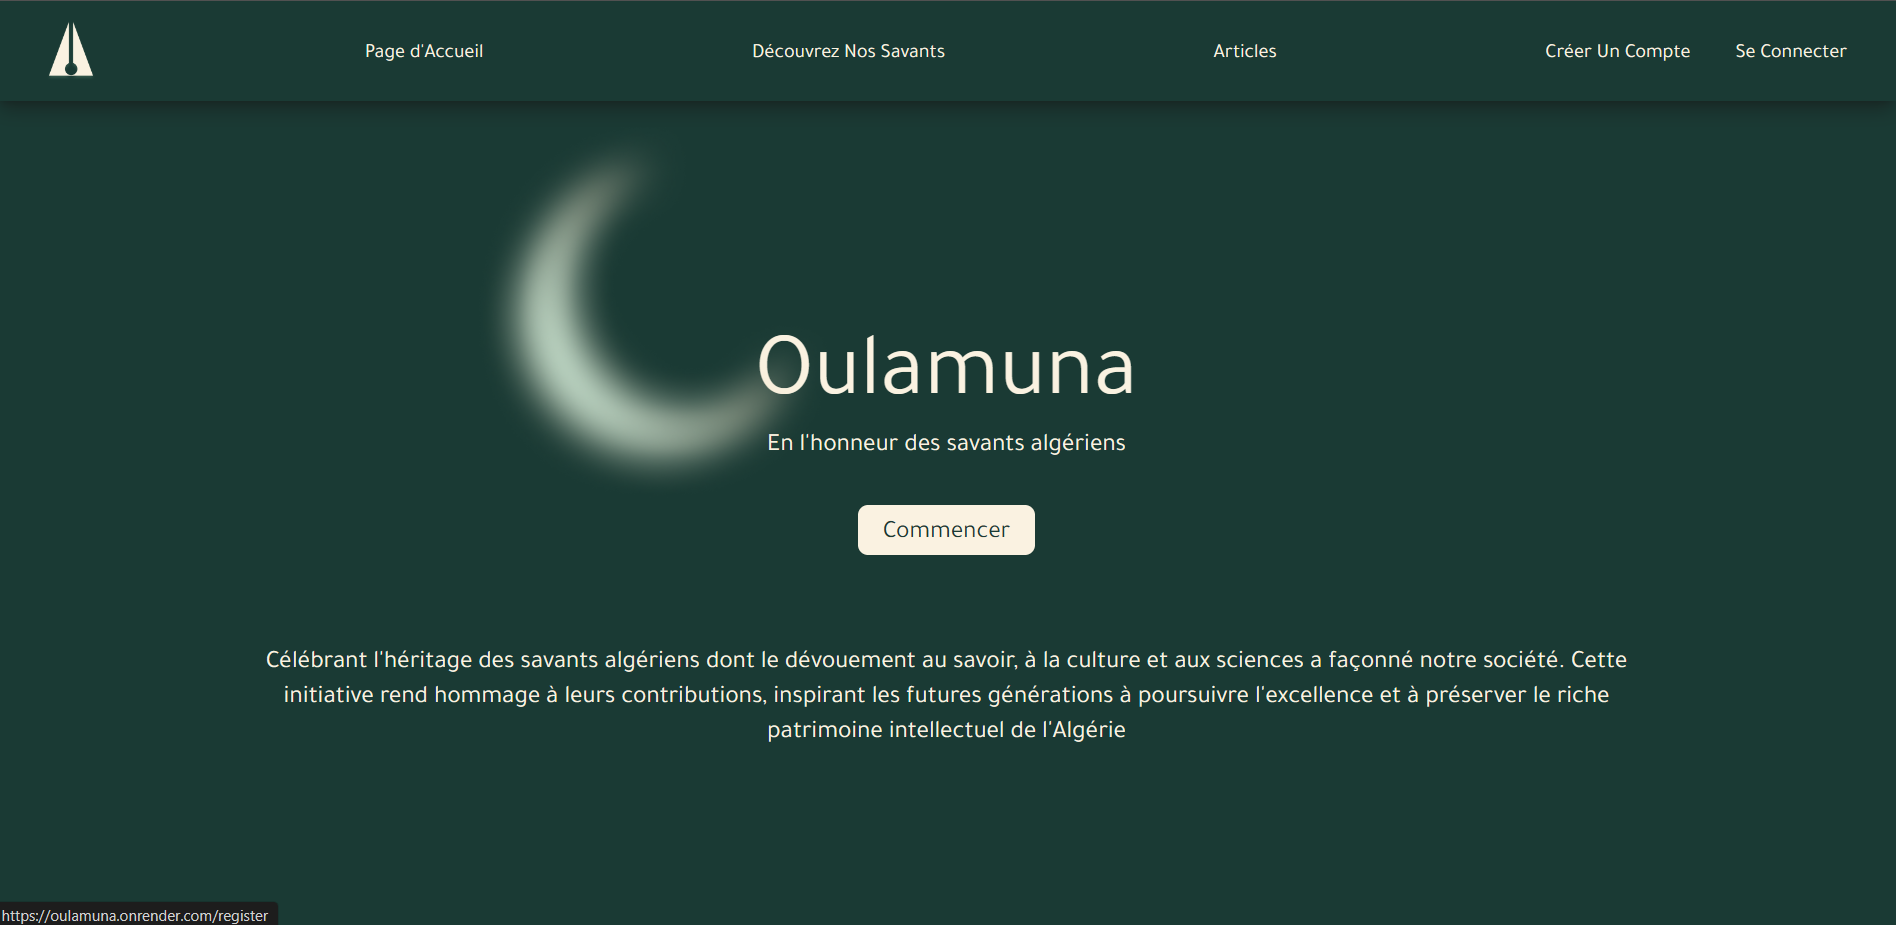 Page d'Accueil
Découvrez Nos Savants
Articles
Créer Un Compte
Se Connecter
Oulamuna
En l'honneur des savants algériens
Commencer
Célébrant l'héritage des savants algériens dont le dévouement au savoir, à la culture et aux sciences a façonné notre société. Cette
initiative rend hommage à leurs contributions, inspirant les futures générations à poursuivre l'excellence et à préserver le riche
patrimoine intellectuel de l'Algérie
https://oulamuna.onrender.com/register